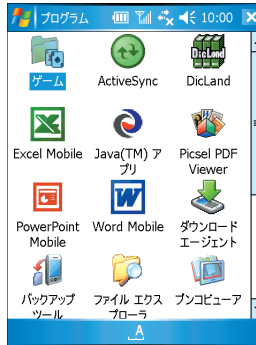 プログラム 10:00
ゲーム ActiveSync DicLand
Excel Mobile Java(TM) ア Picsel PDF
プリ Viewer
PowerPoint Word Mobile ダウンロード
Mobile エージェント
バックアップ ファイル エクス ブンコビューア
ツール プローラ
A